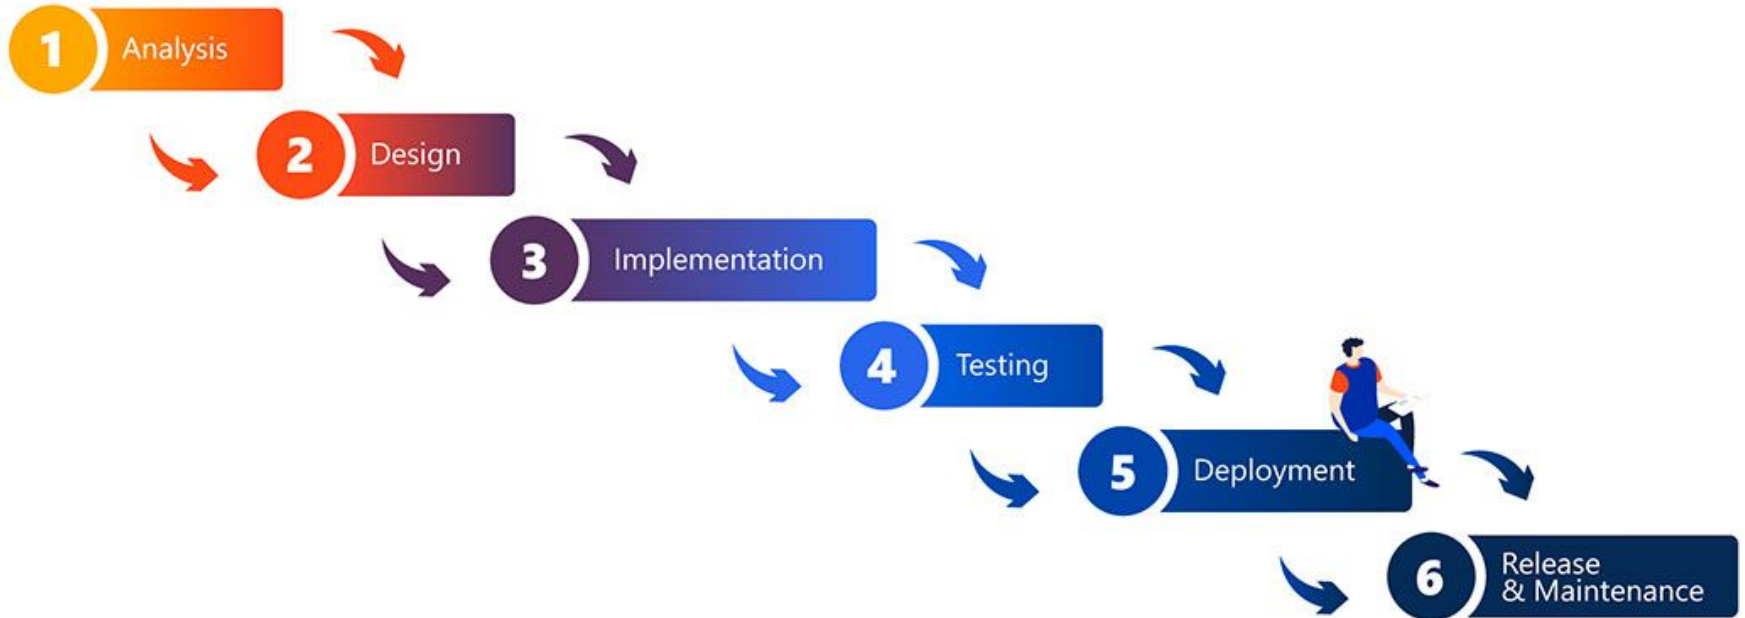 1 Analysis
2 Design
3 Implementation
4 Testing
5 Deployment
6 Release
& Maintenance